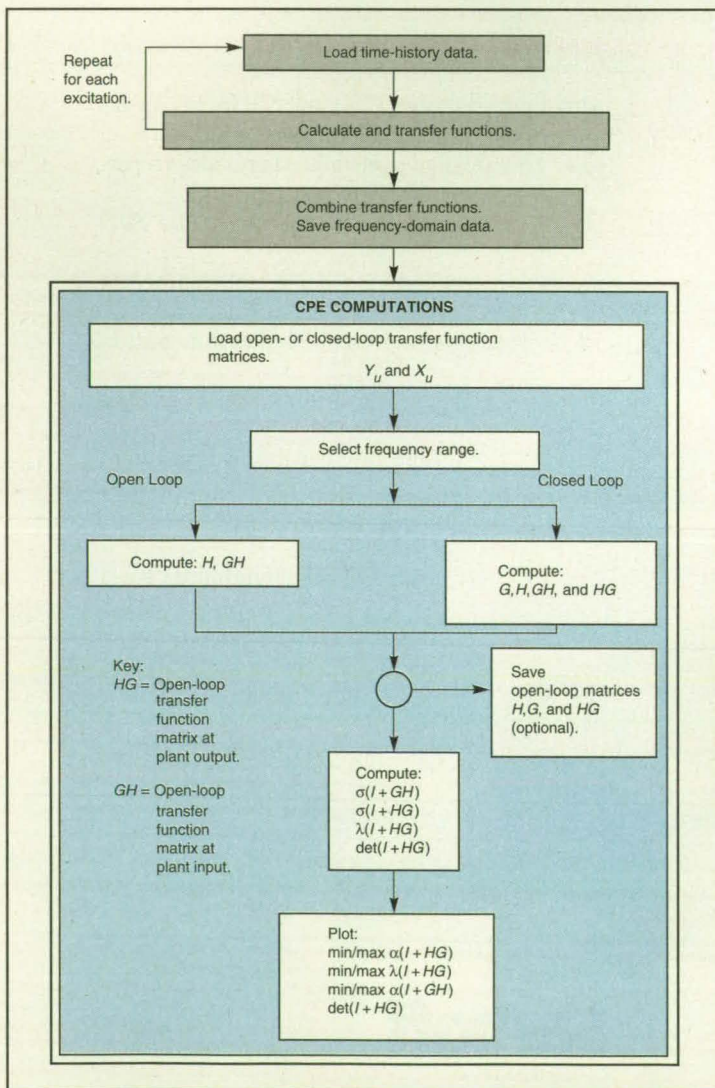 Repeat
for each
excitation.
Load time-history data.
Calculate and transfer functions.
Combine transfer functions.
Save frequency-domain data.
CPE COMPUTATIONS
Load open- or closed-loop transfer function
matrices.
Y_u and X_u
Select frequency range.
Open Loop
Closed Loop
Compute: H, GH
Compute:
G,H,GH, and HG
Key:
HG = Open-loop
transfer
function
matrix at
plant output.
GH = Open-loop
transfer
function
matrix at
plant input.
Save
open-loop matrices
H,G, and HG
(optional).
Compute:
σ(I + GH)
σ(I + HG)
λ(I + HG)
det(I + HG)
Plot:
min/max α(I + HG)
min/max λ(I + HG)
min/max α(I + GH)
det(I + HG)